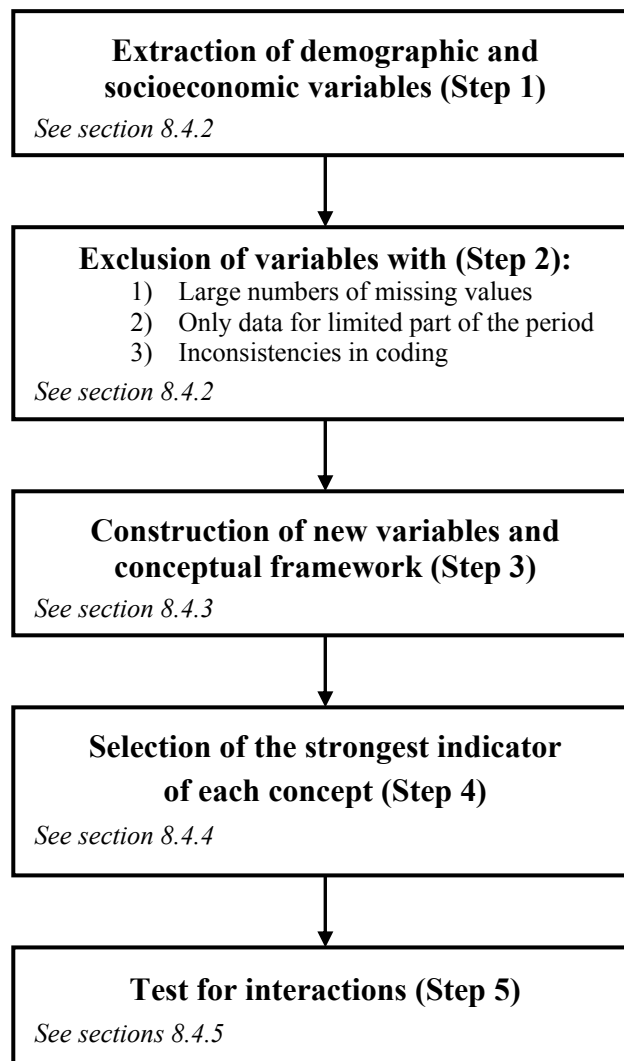 Extraction of demographic and
socioeconomic variables (Step 1)
See section 8.4.2
Exclusion of variables with (Step 2):
1) Large numbers of missing values
2) Only data for limited part of the period
3) Inconsistencies in coding
See section 8.4.2
Construction of new variables and
conceptual framework (Step 3)
See section 8.4.3
Selection of the strongest indicator
of each concept (Step 4)
See section 8.4.4
Test for interactions (Step 5)
See sections 8.4.5